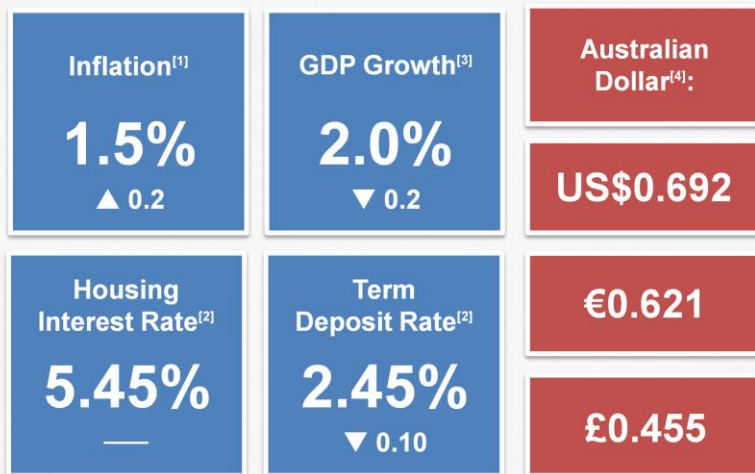 Inflation[1]
1.5%
▲ 0.2
GDP Growth[3]
2.0%
▼ 0.2
Australian
Dollar[4]:
US$0.692
€0.621
£0.455
Housing
Interest Rate[2]
5.45%
—
Term
Deposit Rate[2]
2.45%
▼ 0.10